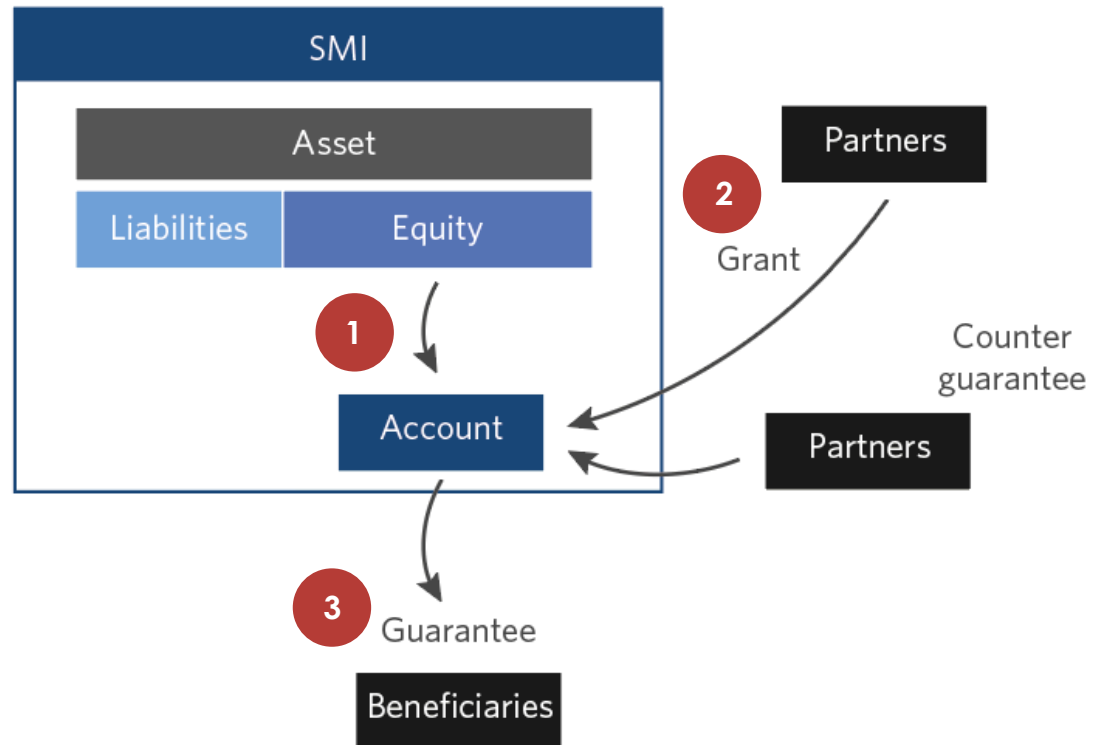 SMI
Asset
Liabilities
Equity
1
Account
2
Grant
Partners
Counter
guarantee
Partners
3
Guarantee
Beneficiaries